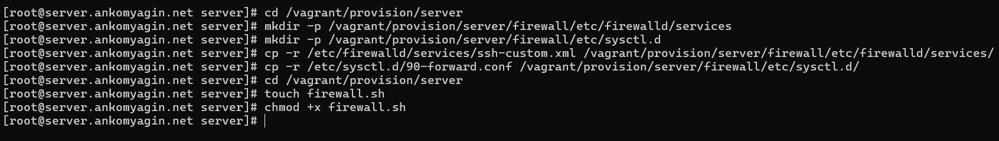 [root@server.ankomyagin.net server]# cd /vagrant/provision/server
[root@server.ankomyagin.net server]# mkdir -p /vagrant/provision/server/firewall/etc/firewalld/services
[root@server.ankomyagin.net server]# mkdir -p /vagrant/provision/server/firewall/etc/sysctl.d
[root@server.ankomyagin.net server]# cp -r /etc/firewalld/services/ssh-custom.xml /vagrant/provision/server/firewall/etc/firewalld/services/
[root@server.ankomyagin.net server]# cp -r /etc/sysctl.d/90-forward.conf /vagrant/provision/server/firewall/etc/sysctl.d/
[root@server.ankomyagin.net server]# cd /vagrant/provision/server
[root@server.ankomyagin.net server]# touch firewall.sh
[root@server.ankomyagin.net server]# chmod +x firewall.sh
[root@server.ankomyagin.net server]#